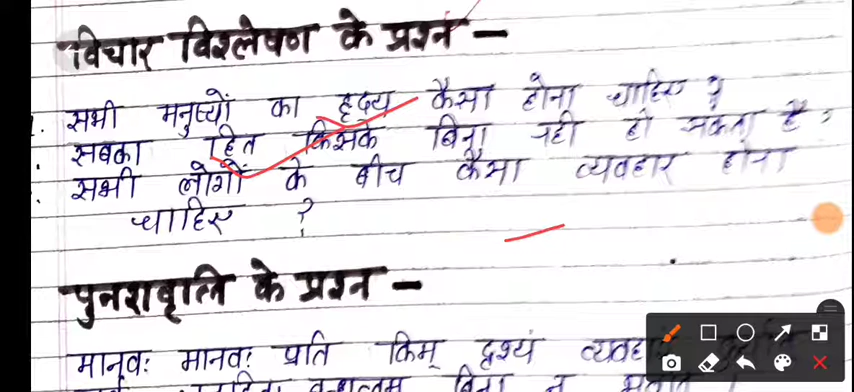 विचार विश्लेषण के प्रश्न –
सभी मनुष्यों का हृदय कैसा होना चाहिए ?
सबका हित किसके बिना नही हो सकता है ?
सभी लोगों के बीच कैसा व्यवहार होना
चाहिए ?
पुनरावृत्ति के प्रश्न –
मानवः मानवः प्रति किम् दृश्यं
बिना न